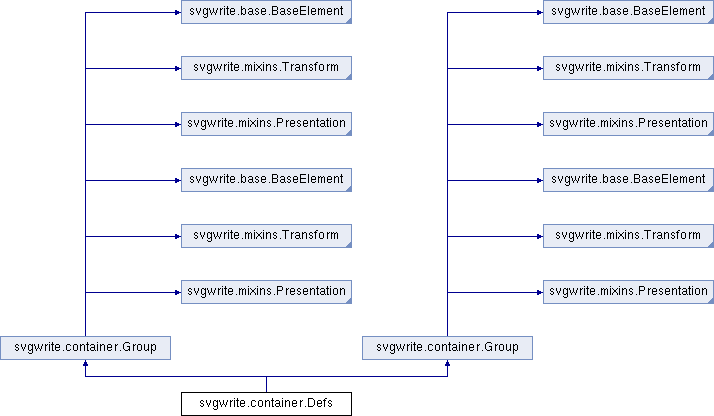 svgwrite.base.BaseElement svgwrite.base.BaseElement
svgwrite.mixins.Transform svgwrite.mixins.Transform
svgwrite.mixins.Presentation svgwrite.mixins.Presentation
svgwrite.base.BaseElement svgwrite.base.BaseElement
svgwrite.mixins.Transform svgwrite.mixins.Transform
svgwrite.mixins.Presentation svgwrite.mixins.Presentation
svgwrite.container.Group svgwrite.container.Group
svgwrite.container.Defs